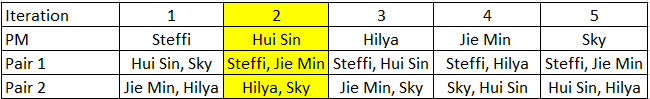 Iteration 1 2 3 4 5
PM Steffi Hui Sin Hilya Jie Min Sky
Pair 1 Hui Sin, Sky Steffi, Jie Min Steffi, Hui Sin Steffi, Hilya Steffi, Jie Min
Pair 2 Jie Min, Hilya Hilya, Sky Jie Min, Sky Sky, Hui Sin Hui Sin, Hilya